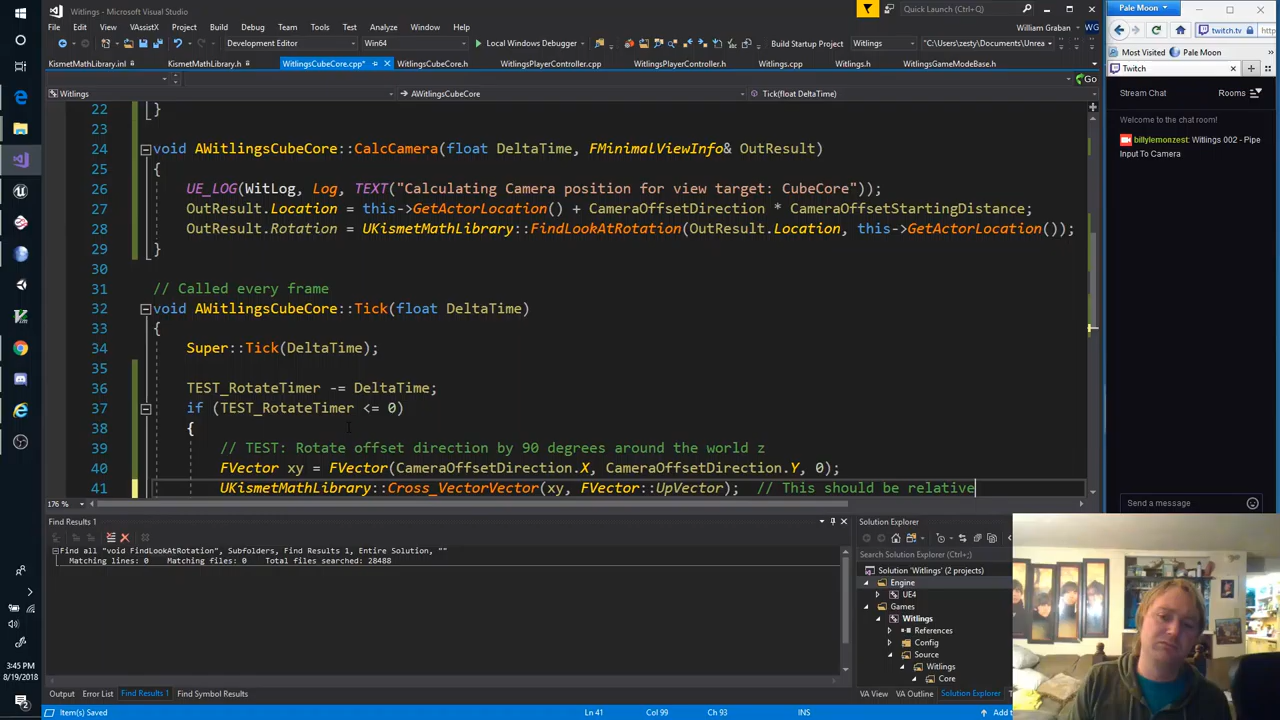 Witlings - Microsoft Visual Studio
Quick Launch (Ctrl+Q)
File Edit View VAssistX Project Build Debug Team Tools Test Analyze Window Help
William Graban
WG
Development Editor Win64 Local Windows Debugger Build Startup Project Witlings "C:\Users\zesty\Documents\Unrea
KismetMathLibrary.inl KismetMathLibrary.h WitlingsCubeCore.cpp* WitlingsCubeCore.h WitlingsPlayerController.cpp WitlingsPlayerController.h Witlings.cpp Witlings.h WitlingsGameModeBase.h
Go
Witlings AWitlingsCubeCore Tick(float DeltaTime)
22 }
23
24 void AWitlingsCubeCore::CalcCamera(float DeltaTime, FMinimalViewInfo& OutResult)
25 {
26 UE_LOG(WitLog, Log, TEXT("Calculating Camera position for view target: CubeCore"));
27 OutResult.Location = this->GetActorLocation() + CameraOffsetDirection * CameraOffsetStartingDistance;
28 OutResult.Rotation = UKismetMathLibrary::FindLookAtRotation(OutResult.Location, this->GetActorLocation());
29 }
30
31 // Called every frame
32 void AWitlingsCubeCore::Tick(float DeltaTime)
33 {
34 Super::Tick(DeltaTime);
35
36 TEST_RotateTimer -= DeltaTime;
37 if (TEST_RotateTimer <= 0)
38 {
39 // TEST: Rotate offset direction by 90 degrees around the world z
40 FVector xy = FVector(CameraOffsetDirection.X, CameraOffsetDirection.Y, 0);
41 UKismetMathLibrary::Cross_VectorVector(xy, FVector::UpVector); // This should be relative
176 %
Find Results 1
Find all "void FindLookAtRotation", Subfolders, Find Results 1, Entire Solution, ""
Matching lines: 0 Matching files: 0 Total files searched: 28488
Output Error List Find Results 1 Find Symbol Results
Solution Explorer
Search Solution Explorer (Ctrl+;)
Solution 'Witlings' (2 projects)
Engine
UE4
Games
Witlings
References
Config
Source
Witlings
Core
VA View VA Outline Solution Explorer
Item(s) Saved Ln 41 Col 99 Ch 93 INS Add t
3:45 PM
8/19/2018
2
Pale Moon
twitch.tv
http
Most Visited Pale Moon
Twitch
Stream Chat Rooms
Welcome to the chat room!
billylemonzest: Witlings 002 - Pipe
Input To Camera
Send a message